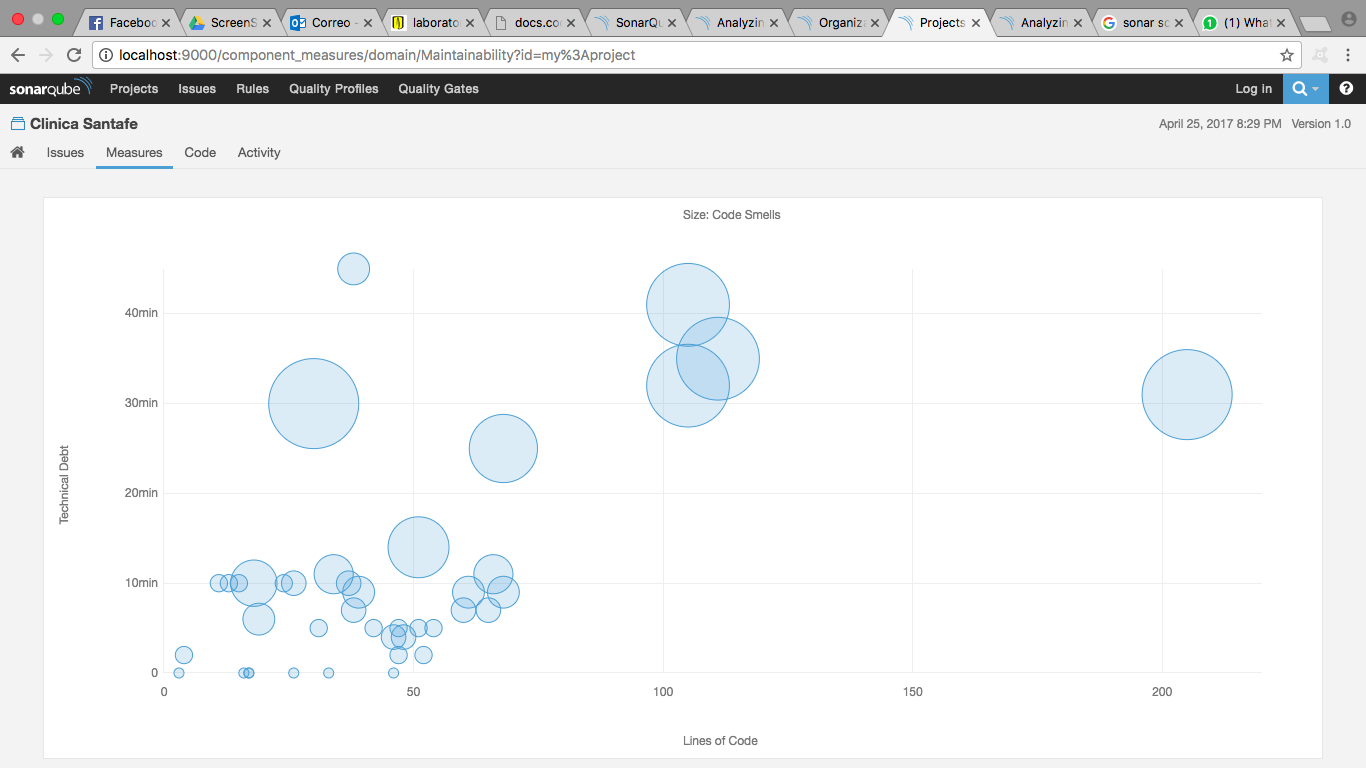 Faceboo
ScreenS
Correo -
laborato
docs.co
SonarQu
Analyzin
Organiza
Projects
Analyzin
sonar sc
(1) Wha
localhost:9000/component_measures/domain/Maintainability?id=my%3Aproject
sonarqube Projects Issues Rules Quality Profiles Quality Gates Log in
Clinica Santafe
April 25, 2017 8:29 PM Version 1.0
Issues Measures Code Activity
Size: Code Smells
40min
30min
20min
10min
0
Technical Debt
0 50 100 150 200
Lines of Code